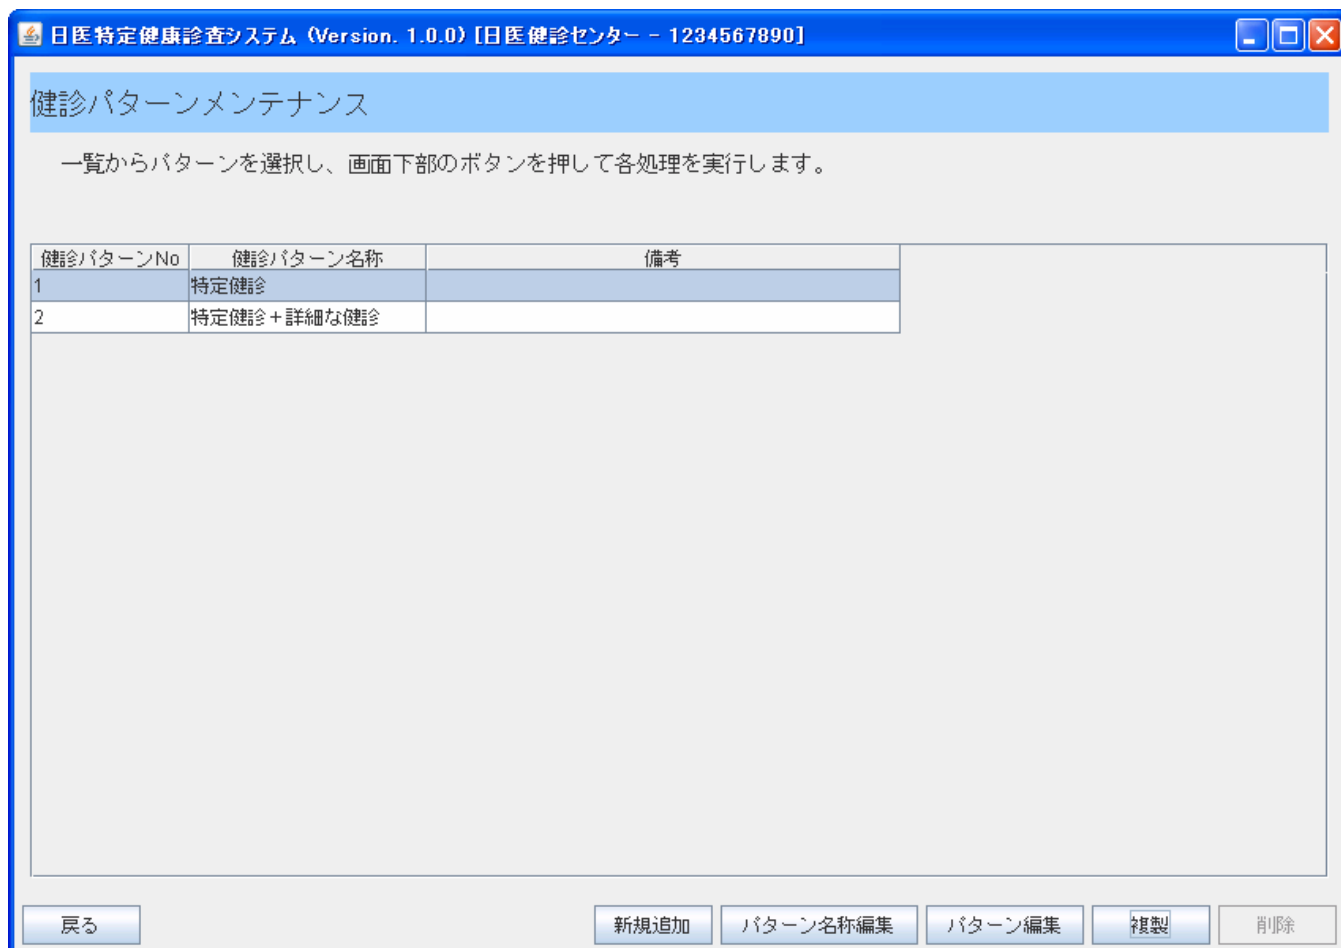 日医特定健康診査システム (Version. 1.0.0) [日医健診センター - 1234567890]
健診パターンメンテナンス
一覧からパターンを選択し、画面下部のボタンを押して各処理を実行します。
健診パターンNo 健診パターン名称 備考
1 特定健診
2 特定健診＋詳細な健診
戻る 新規追加 パターン名称編集 パターン編集 複製 削除